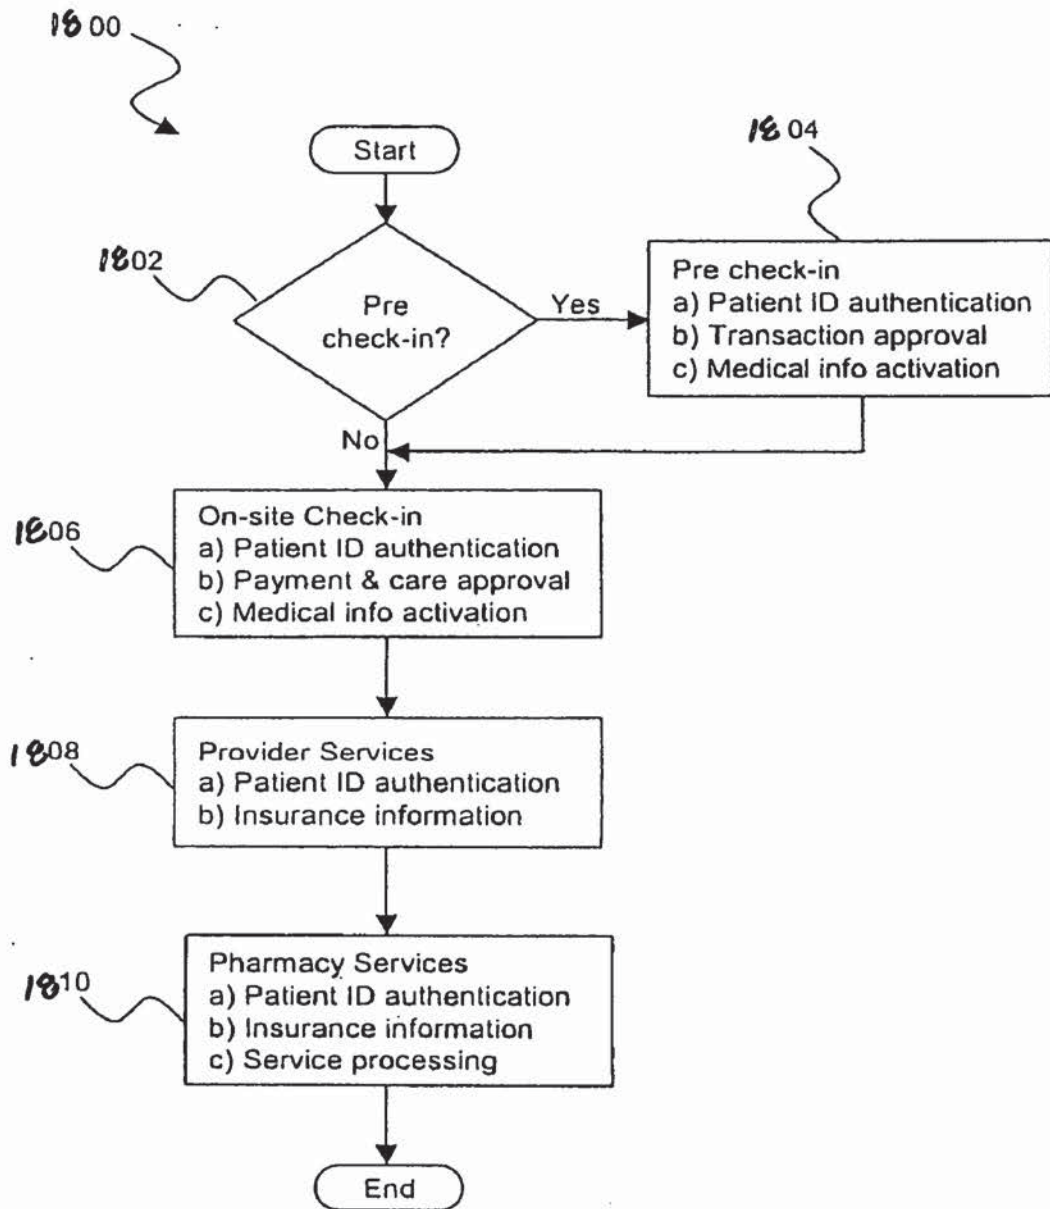 1800
Start
1804
1802
Pre
check-in?
Yes
Pre check-in
a) Patient ID authentication
b) Transaction approval
c) Medical info activation
No
1806
On-site Check-in
a) Patient ID authentication
b) Payment & care approval
c) Medical info activation
1808
Provider Services
a) Patient ID authentication
b) Insurance information
1810
Pharmacy Services
a) Patient ID authentication
b) Insurance information
c) Service processing
End